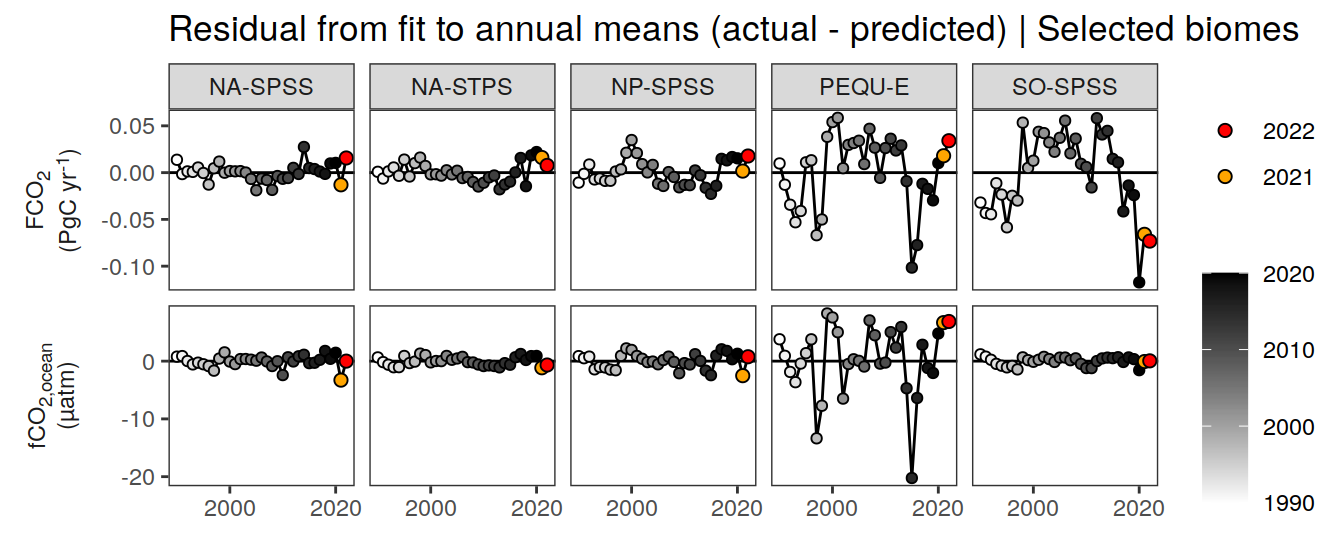 Residual from fit to annual means (actual - predicted) | Selected biomes
NA-SPSS NA-STPS NP-SPSS PEQU-E SO-SPSS
FCO₂
(PgC yr⁻¹)
0.05
0.00
-0.05
-0.10
fCO₂,ocean
(µatm)
0
-10
-20
2000 2020 2000 2020 2000 2020 2000 2020 2000 2020
2022
2021
2020
2010
2000
1990